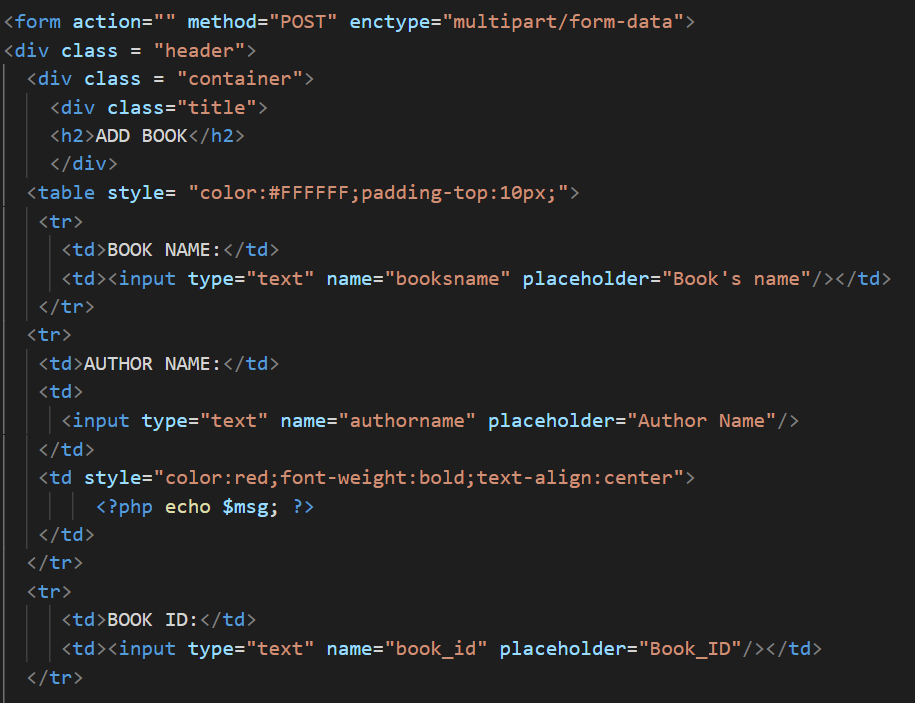 <form action="" method="POST" enctype="multipart/form-data">
<div class = "header">
<div class = "container">
<div class="title">
<h2>ADD BOOK</h2>
</div>
<table style= "color:#FFFFFF;padding-top:10px;">
<tr>
<td>BOOK NAME:</td>
<td><input type="text" name="booksname" placeholder="Book's name"/></td>
</tr>
<tr>
<td>AUTHOR NAME:</td>
<td>
<input type="text" name="authorname" placeholder="Author Name"/>
</td>
<td style="color:red;font-weight:bold;text-align:center">
<?php echo $msg; ?>
</td>
</tr>
<tr>
<td>BOOK ID:</td>
<td><input type="text" name="book_id" placeholder="Book_ID"/></td>
</tr>